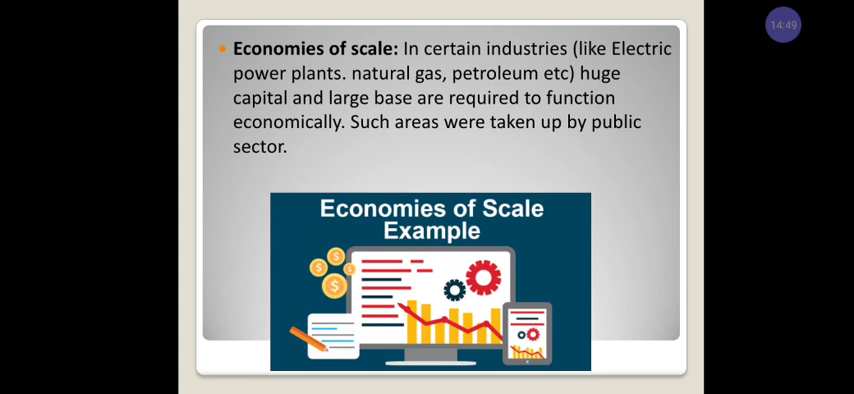 14:49
Economies of scale: In certain industries (like Electric
power plants. natural gas, petroleum etc) huge
capital and large base are required to function
economically. Such areas were taken up by public
sector.
Economies of Scale
Example